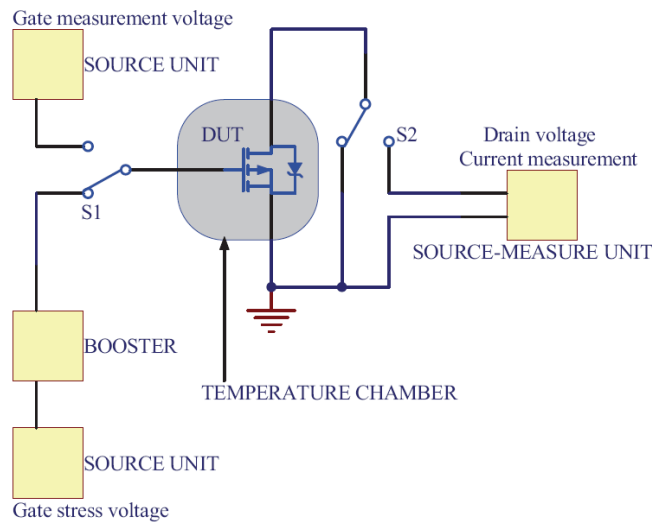 Gate measurement voltage
SOURCE UNIT
DUT
S2
Drain voltage
Current measurement
S1
SOURCE-MEASURE UNIT
BOOSTER
TEMPERATURE CHAMBER
SOURCE UNIT
Gate stress voltage